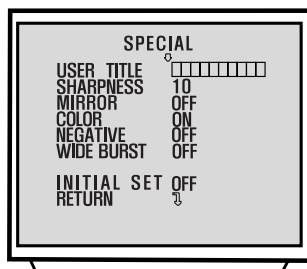 SPECIAL
USER TITLE
SHARPNESS 10
MIRROR OFF
COLOR ON
NEGATIVE OFF
WIDE BURST OFF
INITIAL SET OFF
RETURN